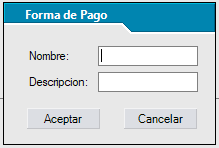 Forma de Pago
Nombre:
Descripcion:
Aceptar Cancelar